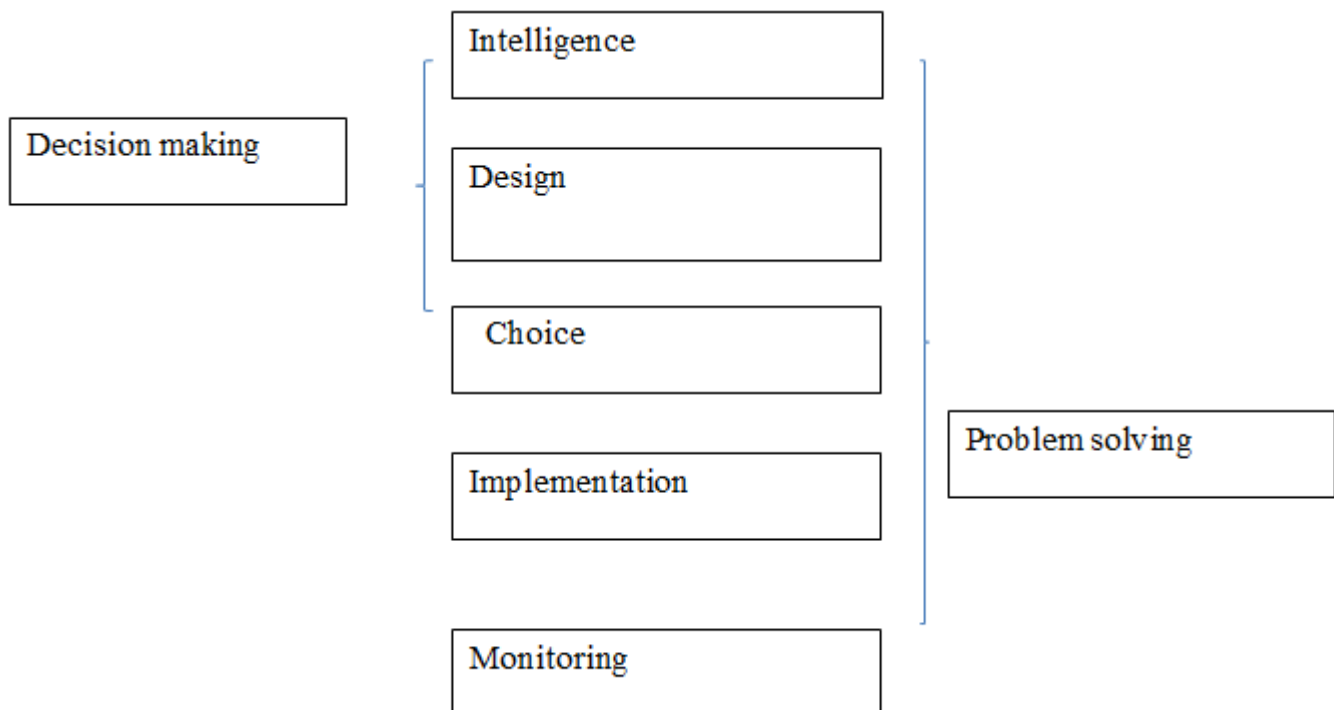 Intelligence
Decision making
Design
Choice
Problem solving
Implementation
Monitoring